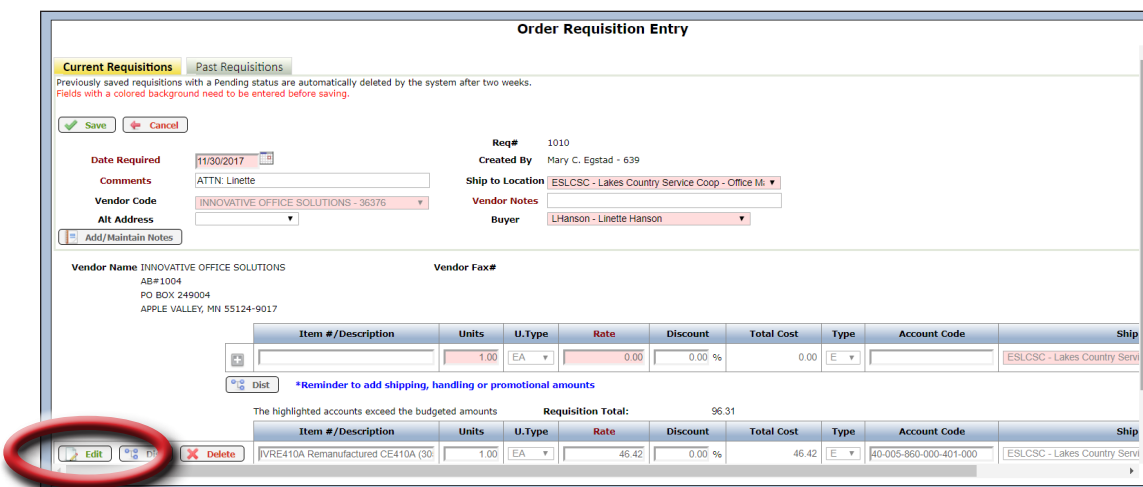 Order Requisition Entry
Current Requisitions Past Requisitions
Previously saved requisitions with a Pending status are automatically deleted by the system after two weeks.
Fields with a colored background need to be entered before saving.
Save Cancel
Req# 1010
Date Required 11/30/2017 Created By Mary C. Egstad - 639
Comments ATTN: Linette Ship to Location ESLCSC - Lakes Country Service Coop - Office
Vendor Code INNOVATIVE OFFICE SOLUTIONS - 36376 Vendor Notes
Alt Address Buyer LHanson - Linette Hanson
Add/Maintain Notes
Vendor Name INNOVATIVE OFFICE SOLUTIONS Vendor Fax#
AB#1004
PO BOX 249004
APPLE VALLEY, MN 55124-9017
Item #/Description Units U.Type Rate Discount Total Cost Type Account Code Ship
1.00 EA 0.00 0.00 % 0.00 E ESLCSC - Lakes Country Servi
Dist *Reminder to add shipping, handling or promotional amounts
The highlighted accounts exceed the budgeted amounts Requisition Total: 96.31
Item #/Description Units U.Type Rate Discount Total Cost Type Account Code Ship
Edit Delete IVRE410A Remanufactured CE410A (30 1.00 EA 46.42 0.00 % 46.42 E 40-005-860-000-401-000 ESLCSC - Lakes Country Servi